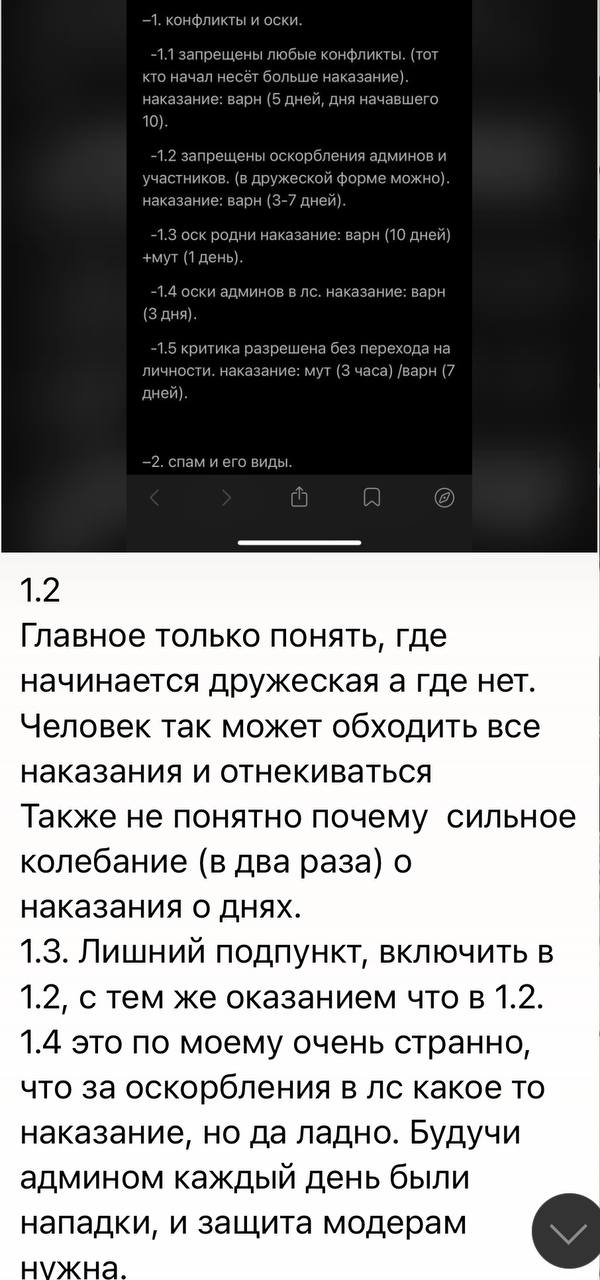 –1. конфликты и оски.
-1.1 запрещены любые конфликты. (тот
кто начал несёт больше наказание).
наказание: варн (5 дней, дня начавшего
10).
-1.2 запрещены оскорбления админов и
участников. (в дружеской форме можно).
наказание: варн (3-7 дней).
-1.3 оск родни наказание: варн (10 дней)
+мут (1 день).
-1.4 оски админов в лс. наказание: варн
(3 дня).
-1.5 критика разрешена без перехода на
личности. наказание: мут (3 часа) /варн (7
дней).
–2. спам и его виды.
1.2
Главное только понять, где
начинается дружеская а где нет.
Человек так может обходить все
наказания и отнекиваться
Также не понятно почему сильное
колебание (в два раза) о
наказания о днях.
1.3. Лишний подпункт, включить в
1.2, с тем же оказанием что в 1.2.
1.4 это по моему очень странно,
что за оскорбления в лс какое то
наказание, но да ладно. Будучи
админом каждый день были
нападки, и защита модерам
нужна.